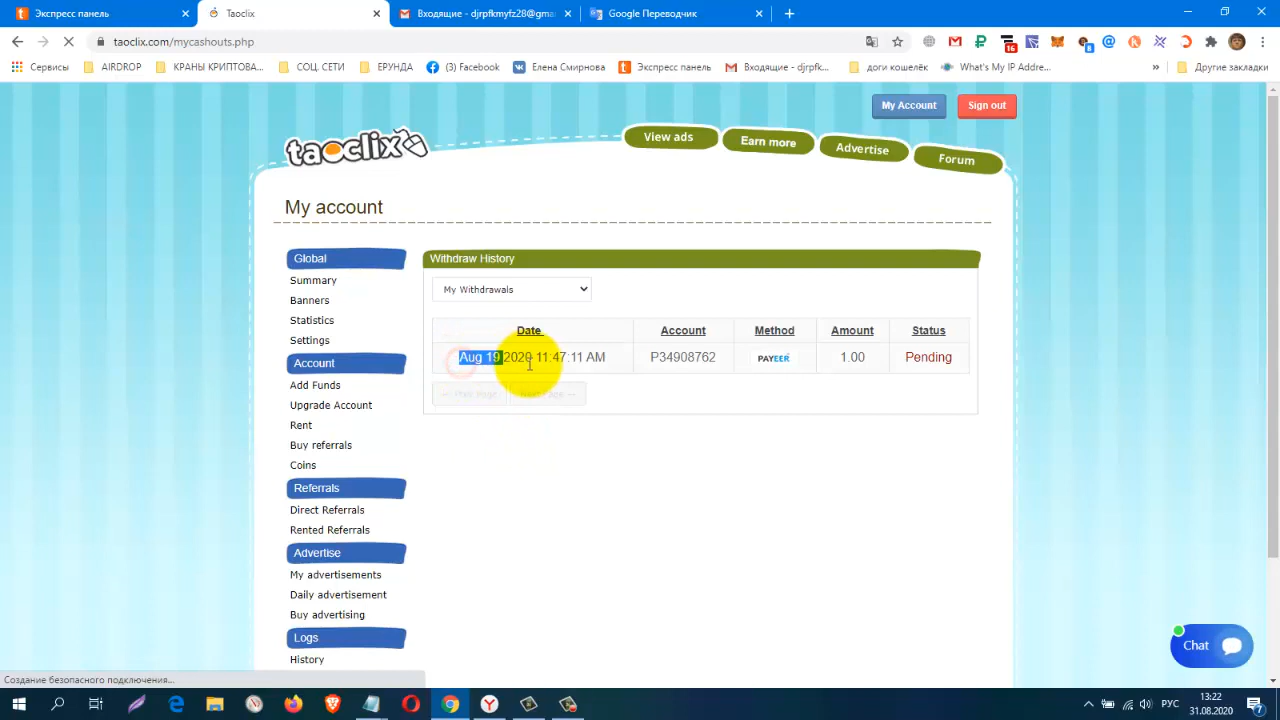 Экспресс панель
Taoclix
Входящие - djrpfkmyfz28@gma
Google Переводчик
taoclix.com/mycashouts.php
16
8
Сервисы
AIRDROP
КРАНЫ КРИПТОВА...
СОЦ. СЕТИ
ЕРУНДА
(3) Facebook
Елена Смирнова
Экспресс панель
Входящие - djrpfk...
What's My IP Addre...
»
Другие закладки
My Account
Sign out
taoclix
View ads
Earn more
Advertise
Forum
My account
Global
Summary
Banners
Statistics
Settings
Account
Add Funds
Upgrade Account
Rent
Buy referrals
Coins
Referrals
Direct Referrals
Rented Referrals
Advertise
My advertisements
Daily advertisement
Buy advertising
Logs
History
Withdraw History
My Withdrawals
Date Account Method Amount Status
Aug 19 2020 11:47:11 AM P34908762 PAYEER 1.00 Pending
Chat
Создание безопасного подключения...
РУС
13:22
31.08.2020
7